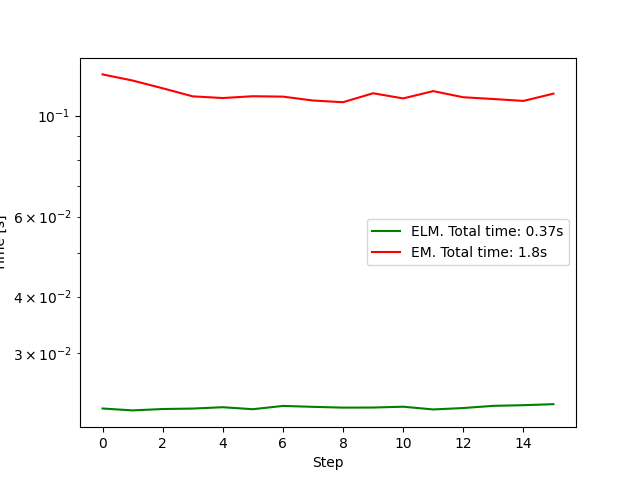 10⁻¹
6 × 10⁻²
4 × 10⁻²
3 × 10⁻²
ELM. Total time: 0.37s
EM. Total time: 1.8s
0 2 4 6 8 10 12 14
Step